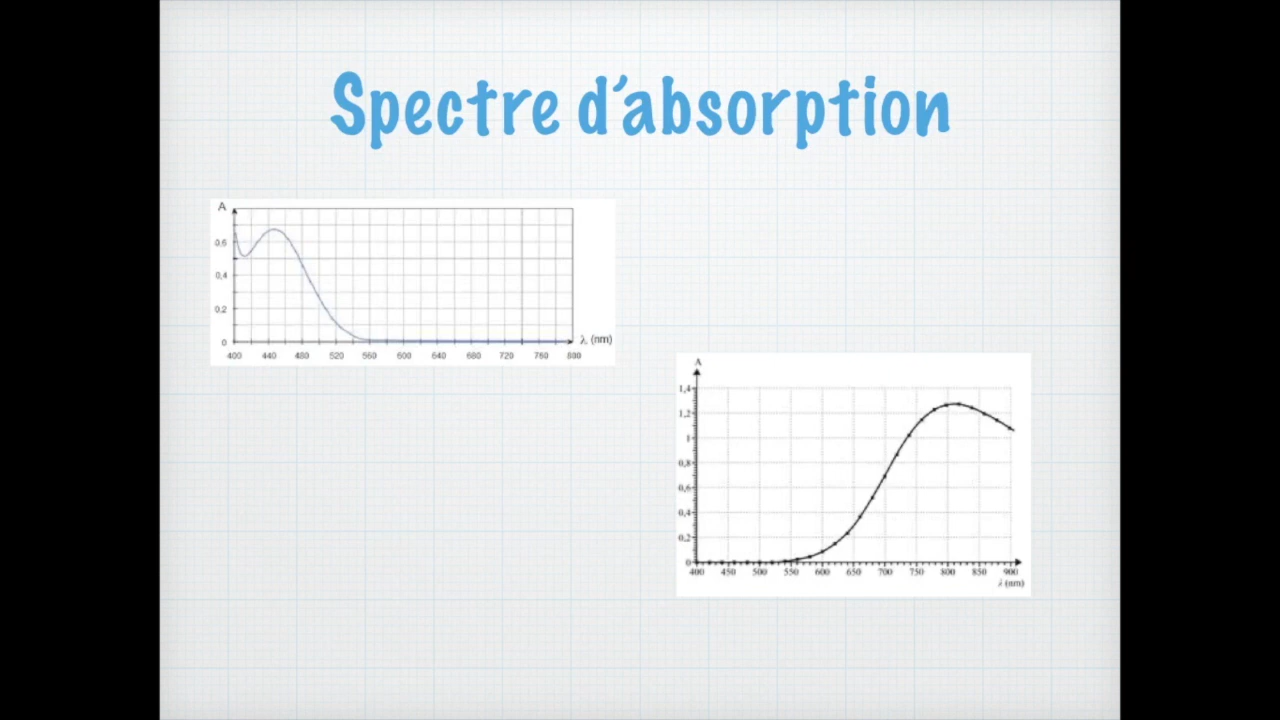 Spectre d'absorption
A
0,6
0,4
0,2
0
λ (nm)
400 440 480 520 560 600 640 680 720 760 800
A
1,4
1,2
1
0,8
0,6
0,4
0,2
0
400 450 500 550 600 650 700 750 800 850 900
λ (nm)